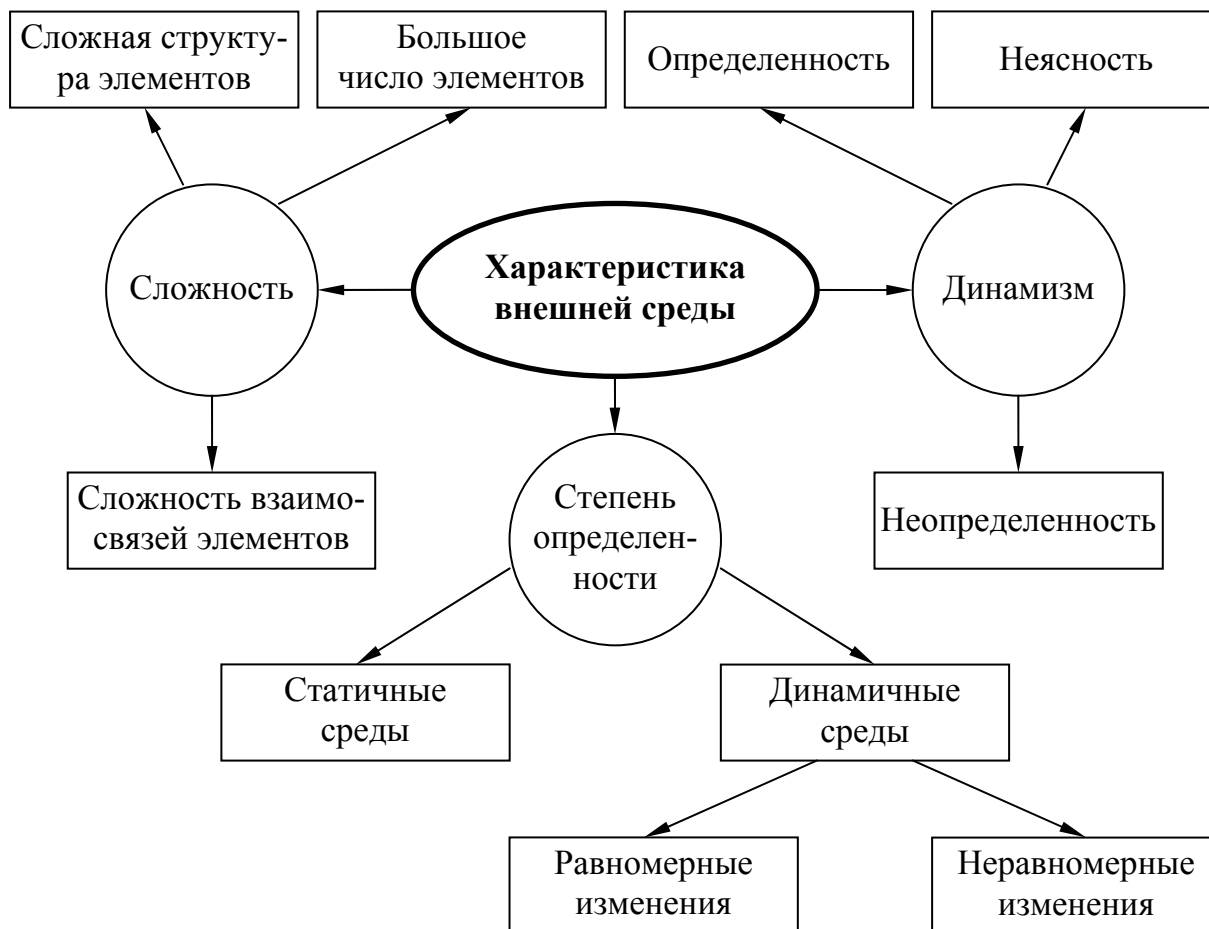 Сложная структу-
ра элементов
Большое
число элементов
Определенность
Неясность
Сложность
Характеристика
внешней среды
Динамизм
Сложность взаимо-
связей элементов
Степень
определен-
ности
Неопределенность
Статичные
среды
Динамичные
среды
Равномерные
изменения
Неравномерные
изменения